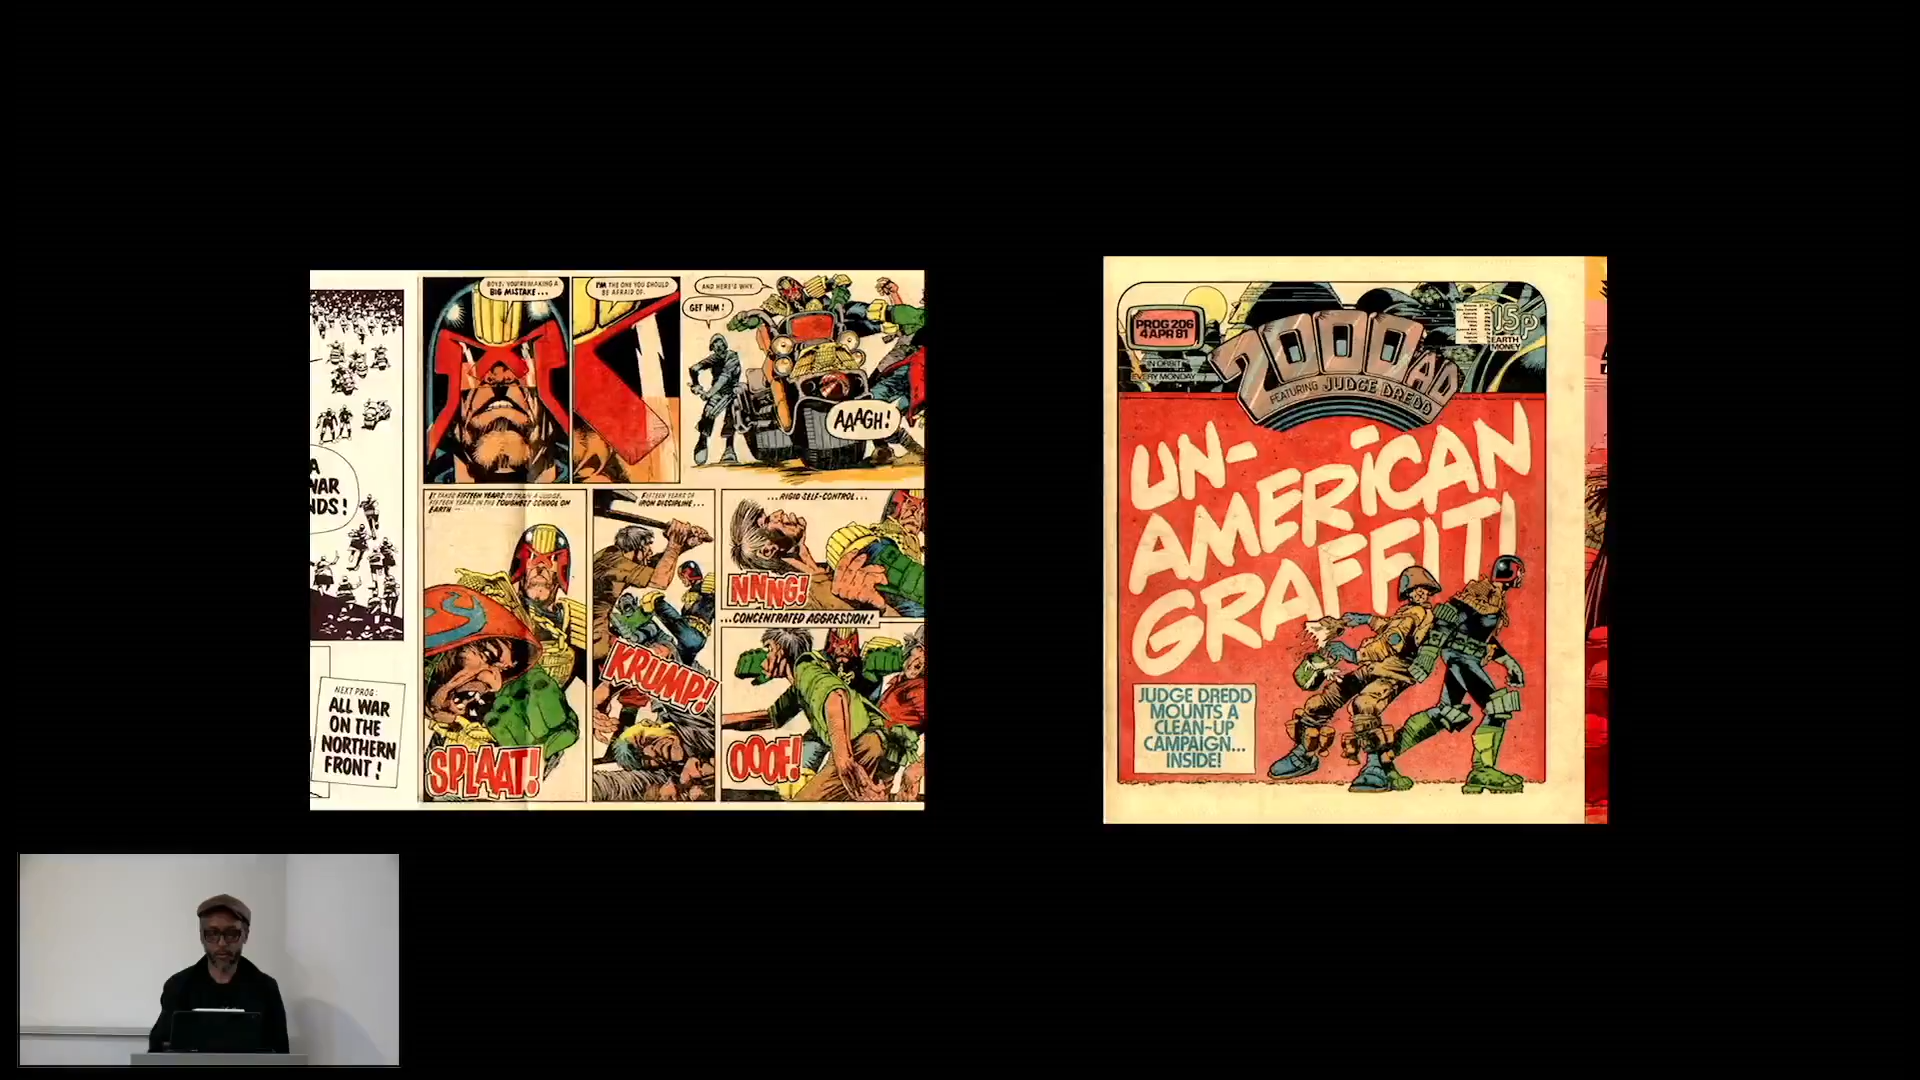 BOYS, YOU'RE MAKING A
BIG MISTAKE...
I'M THE ONE YOU SHOULD
BE AFRAID OF.
AND HERE'S WHY.
GET HIM!
AAAGH!
A
WAR
NDS!
NEXT PROG:
ALL WAR
ON THE
NORTHERN
FRONT!
IT TAKES FIFTEEN YEARS TO TRAIN A JUDGE.
FIFTEEN YEARS IN THE TOUGHEST SCHOOL ON
EARTH —
SPLAAT!
FIFTEEN YEARS OF
IRON DISCIPLINE...
KRUMP!
...RIGID SELF-CONTROL...
NNNG!
...CONCENTRATED AGGRESSION!
OOOF!
PROG 206
4 APR 81
IN ORBIT
EVERY MONDAY
2000 AD
FEATURING JUDGE DREDD
15p
EARTH
MONEY
UN-
AMERICAN
GRAFFITI
JUDGE DREDD
MOUNTS A
CLEAN-UP
CAMPAIGN...
INSIDE!